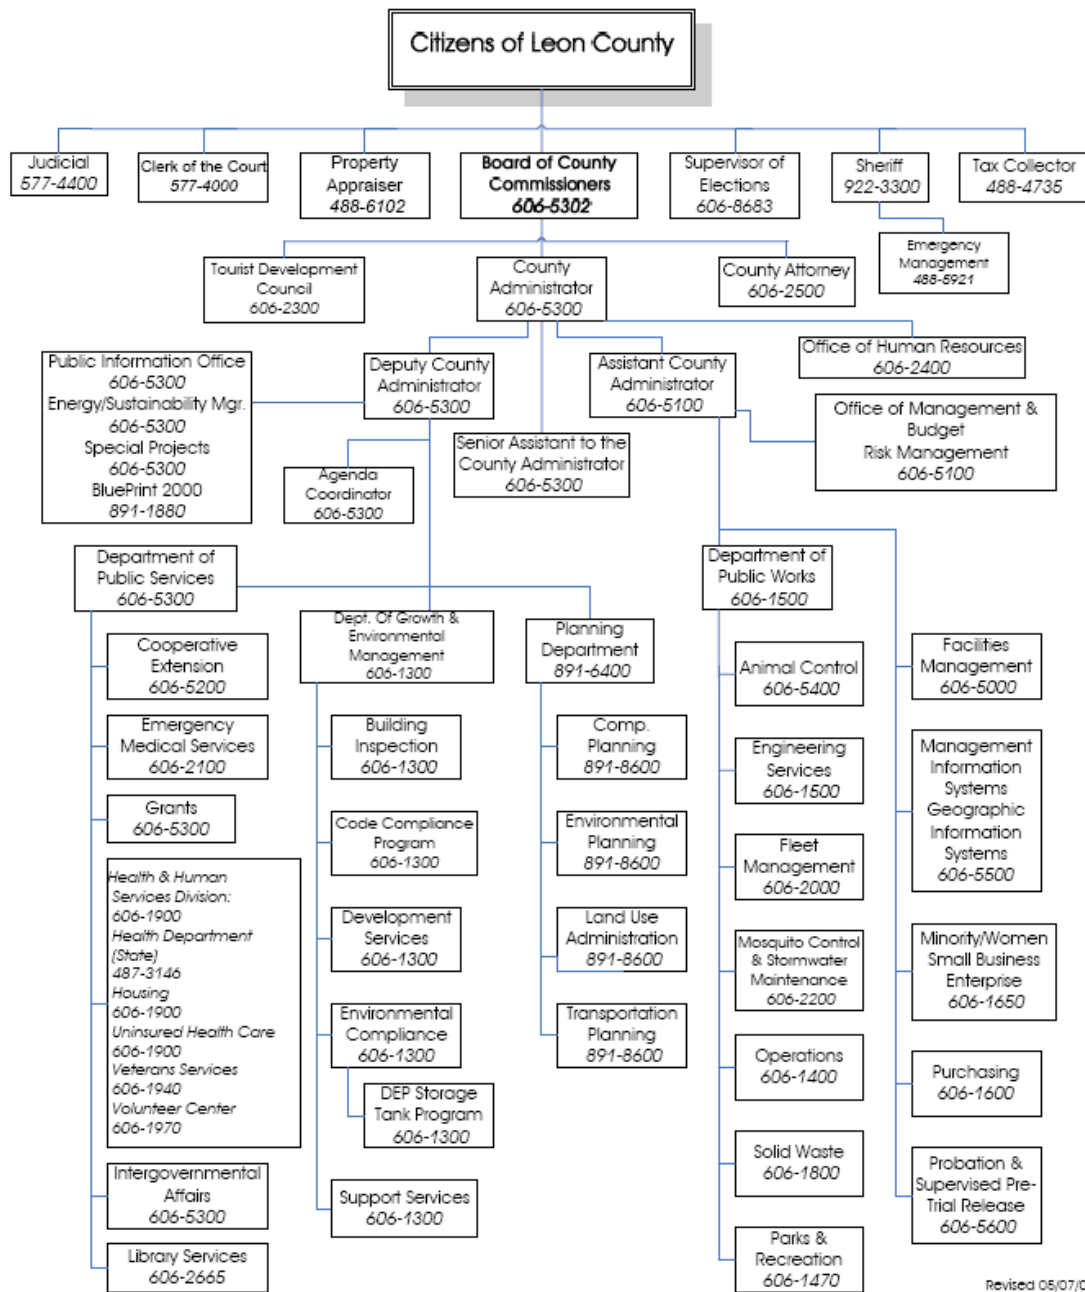 Citizens of Leon County
Judicial
577-4400
Clerk of the Court
577-4000
Property
Appraiser
488-6102
Board of County
Commissioners
606-5302
Supervisor of
Elections
606-8683
Sheriff
922-3300
Tax Collector
488-4735
Emergency
Management
488-5921
Tourist Development
Council
606-2300
County
Administrator
606-5300
County Attorney
606-2500
Office of Human Resources
606-2400
Public Information Office
606-5300
Energy/Sustainability Mgr.
606-5300
Special Projects
606-5300
BluePrint 2000
891-1880
Deputy County
Administrator
606-5300
Assistant County
Administrator
606-5100
Office of Management &
Budget
Risk Management
606-5100
Agenda
Coordinator
606-5300
Senior Assistant to the
County Administrator
606-5300
Department of
Public Services
606-5300
Dept. Of Growth &
Environmental
Management
606-1300
Planning
Department
891-6400
Department of
Public Works
606-1500
Cooperative
Extension
606-5200
Emergency
Medical Services
606-2100
Grants
606-5300
Health & Human
Services Division:
606-1900
Health Department
(State)
487-3146
Housing
606-1900
Uninsured Health Care
606-1900
Veterans Services
606-1940
Volunteer Center
606-1970
Intergovernmental
Affairs
606-5300
Library Services
606-2665
Building
Inspection
606-1300
Code Compliance
Program
606-1300
Development
Services
606-1300
Environmental
Compliance
606-1300
DEP Storage
Tank Program
606-1300
Support Services
606-1300
Comp.
Planning
891-8600
Environmental
Planning
891-8600
Land Use
Administration
891-8600
Transportation
Planning
891-8600
Animal Control
606-5400
Engineering
Services
606-1500
Fleet
Management
606-2000
Mosquito Control
& Stormwater
Maintenance
606-2200
Operations
606-1400
Solid Waste
606-1800
Parks &
Recreation
606-1470
Facilities
Management
606-5000
Management
Information
Systems
Geographic
Information
Systems
606-5500
Minority/Women
Small Business
Enterprise
606-1650
Purchasing
606-1600
Probation &
Supervised Pre-
Trial Release
606-5600
Revised 05/07/0